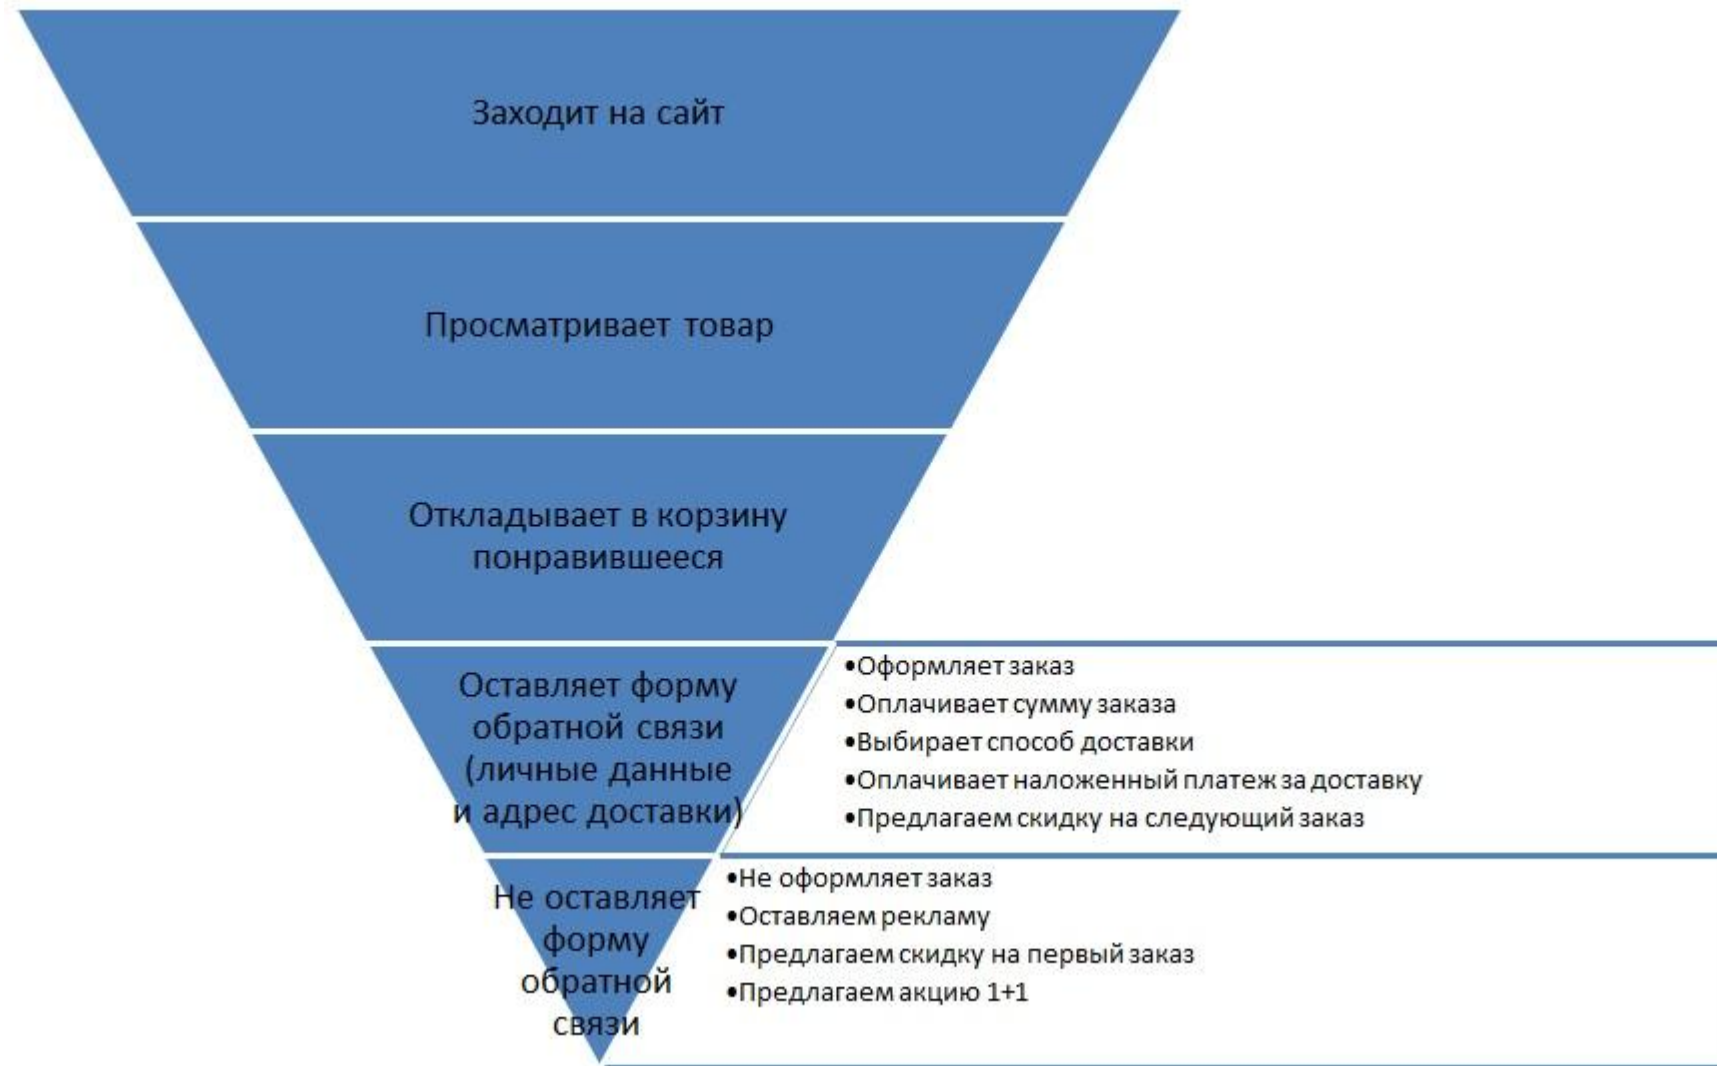 Заходит на сайт
Просматривает товар
Откладывает в корзину
понравившееся
Оставляет форму
обратной связи
(личные данные
и адрес доставки)
•Оформляет заказ
•Оплачивает сумму заказа
•Выбирает способ доставки
•Оплачивает наложенный платеж за доставку
•Предлагаем скидку на следующий заказ
Не оставляет
форму
обратной
связи
•Не оформляет заказ
•Оставляем рекламу
•Предлагаем скидку на первый заказ
•Предлагаем акцию 1+1